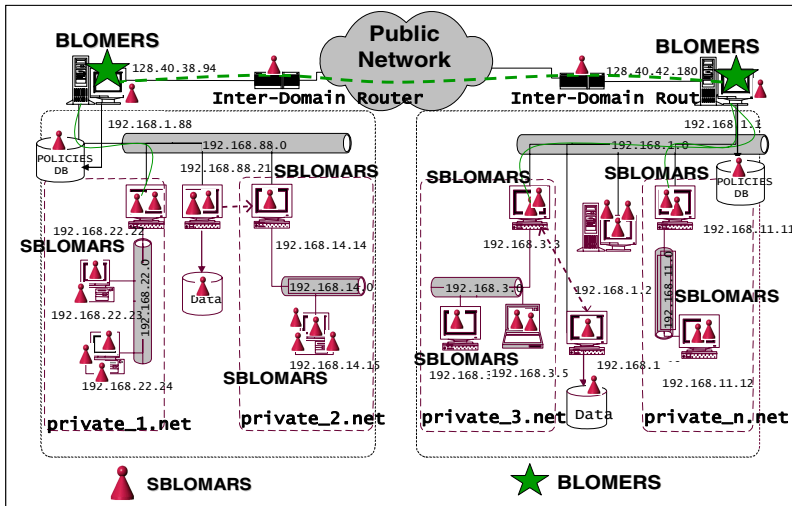 Public
Network
BLOMERS
BLOMERS
128.40.38.94
128.40.42.180
Inter-Domain Router
Inter-Domain Rout
192.168.1.88
192.168.1.1
192.168.88.0
192.168.1.0
POLICIES
DB
192.168.88.21
SBLOMARS
SBLOMARS
SBLOMARS
POLICIES
DB
192.168.22.22
SBLOMARS
192.168.14.14
192.168.3.3
192.168.11.11
192.168.22.0
192.168.14.0
192.168.3.0
192.168.1.2
192.168.11.0
SBLOMARS
Data
192.168.22.23
SBLOMARS
192.168.14.15
SBLOMARS
192.168.3.5
192.168.1
192.168.22.24
192.168.11.12
Data
private_1.net
private_2.net
private_3.net
private_n.net
SBLOMARS
BLOMERS